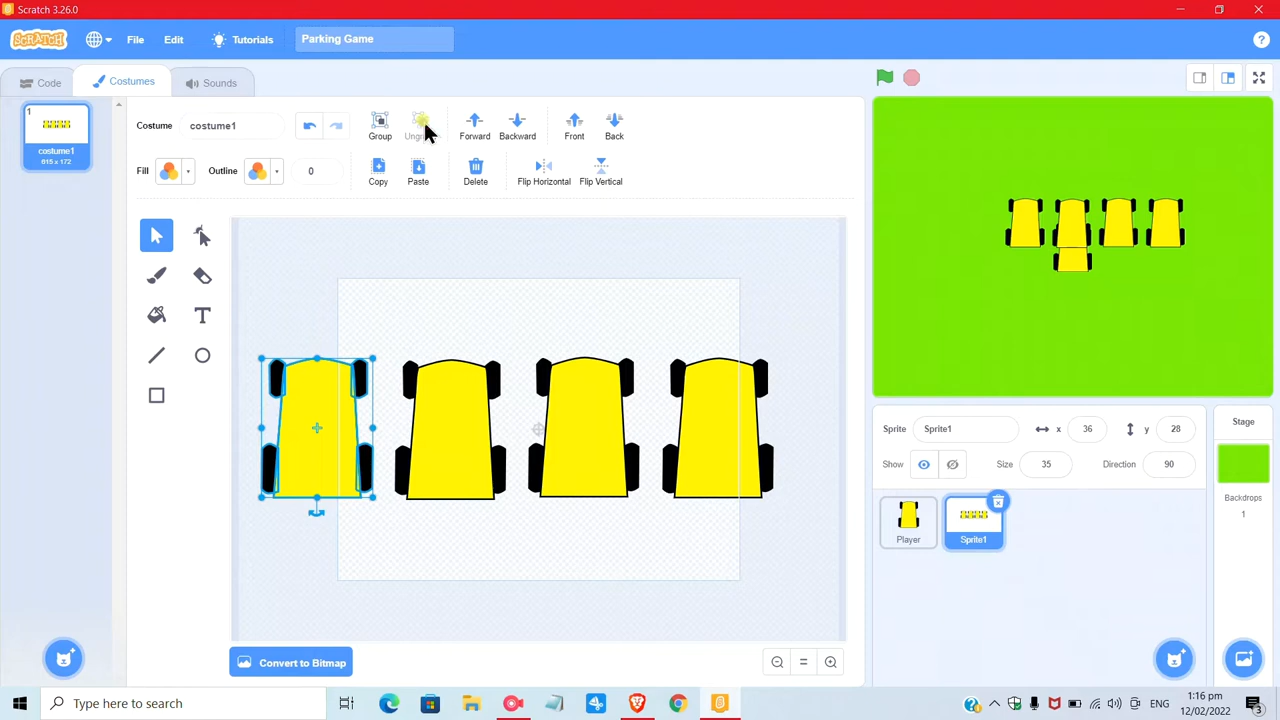 Scratch 3.26.0
SCRATCH
File
Edit
Tutorials
Parking Game
?
Code
Costumes
Sounds
1
costume1
615 x 172
Costume
costume1
Group
Forward
Backward
Front
Back
Fill
Outline
0
Copy
Paste
Delete
Flip Horizontal
Flip Vertical
T
Convert to Bitmap
Sprite
Sprite1
x
36
y
28
Show
Size
35
Direction
90
Player
Sprite1
Stage
Backdrops
1
Type here to search
ENG
1:16 pm
12/02/2022
3